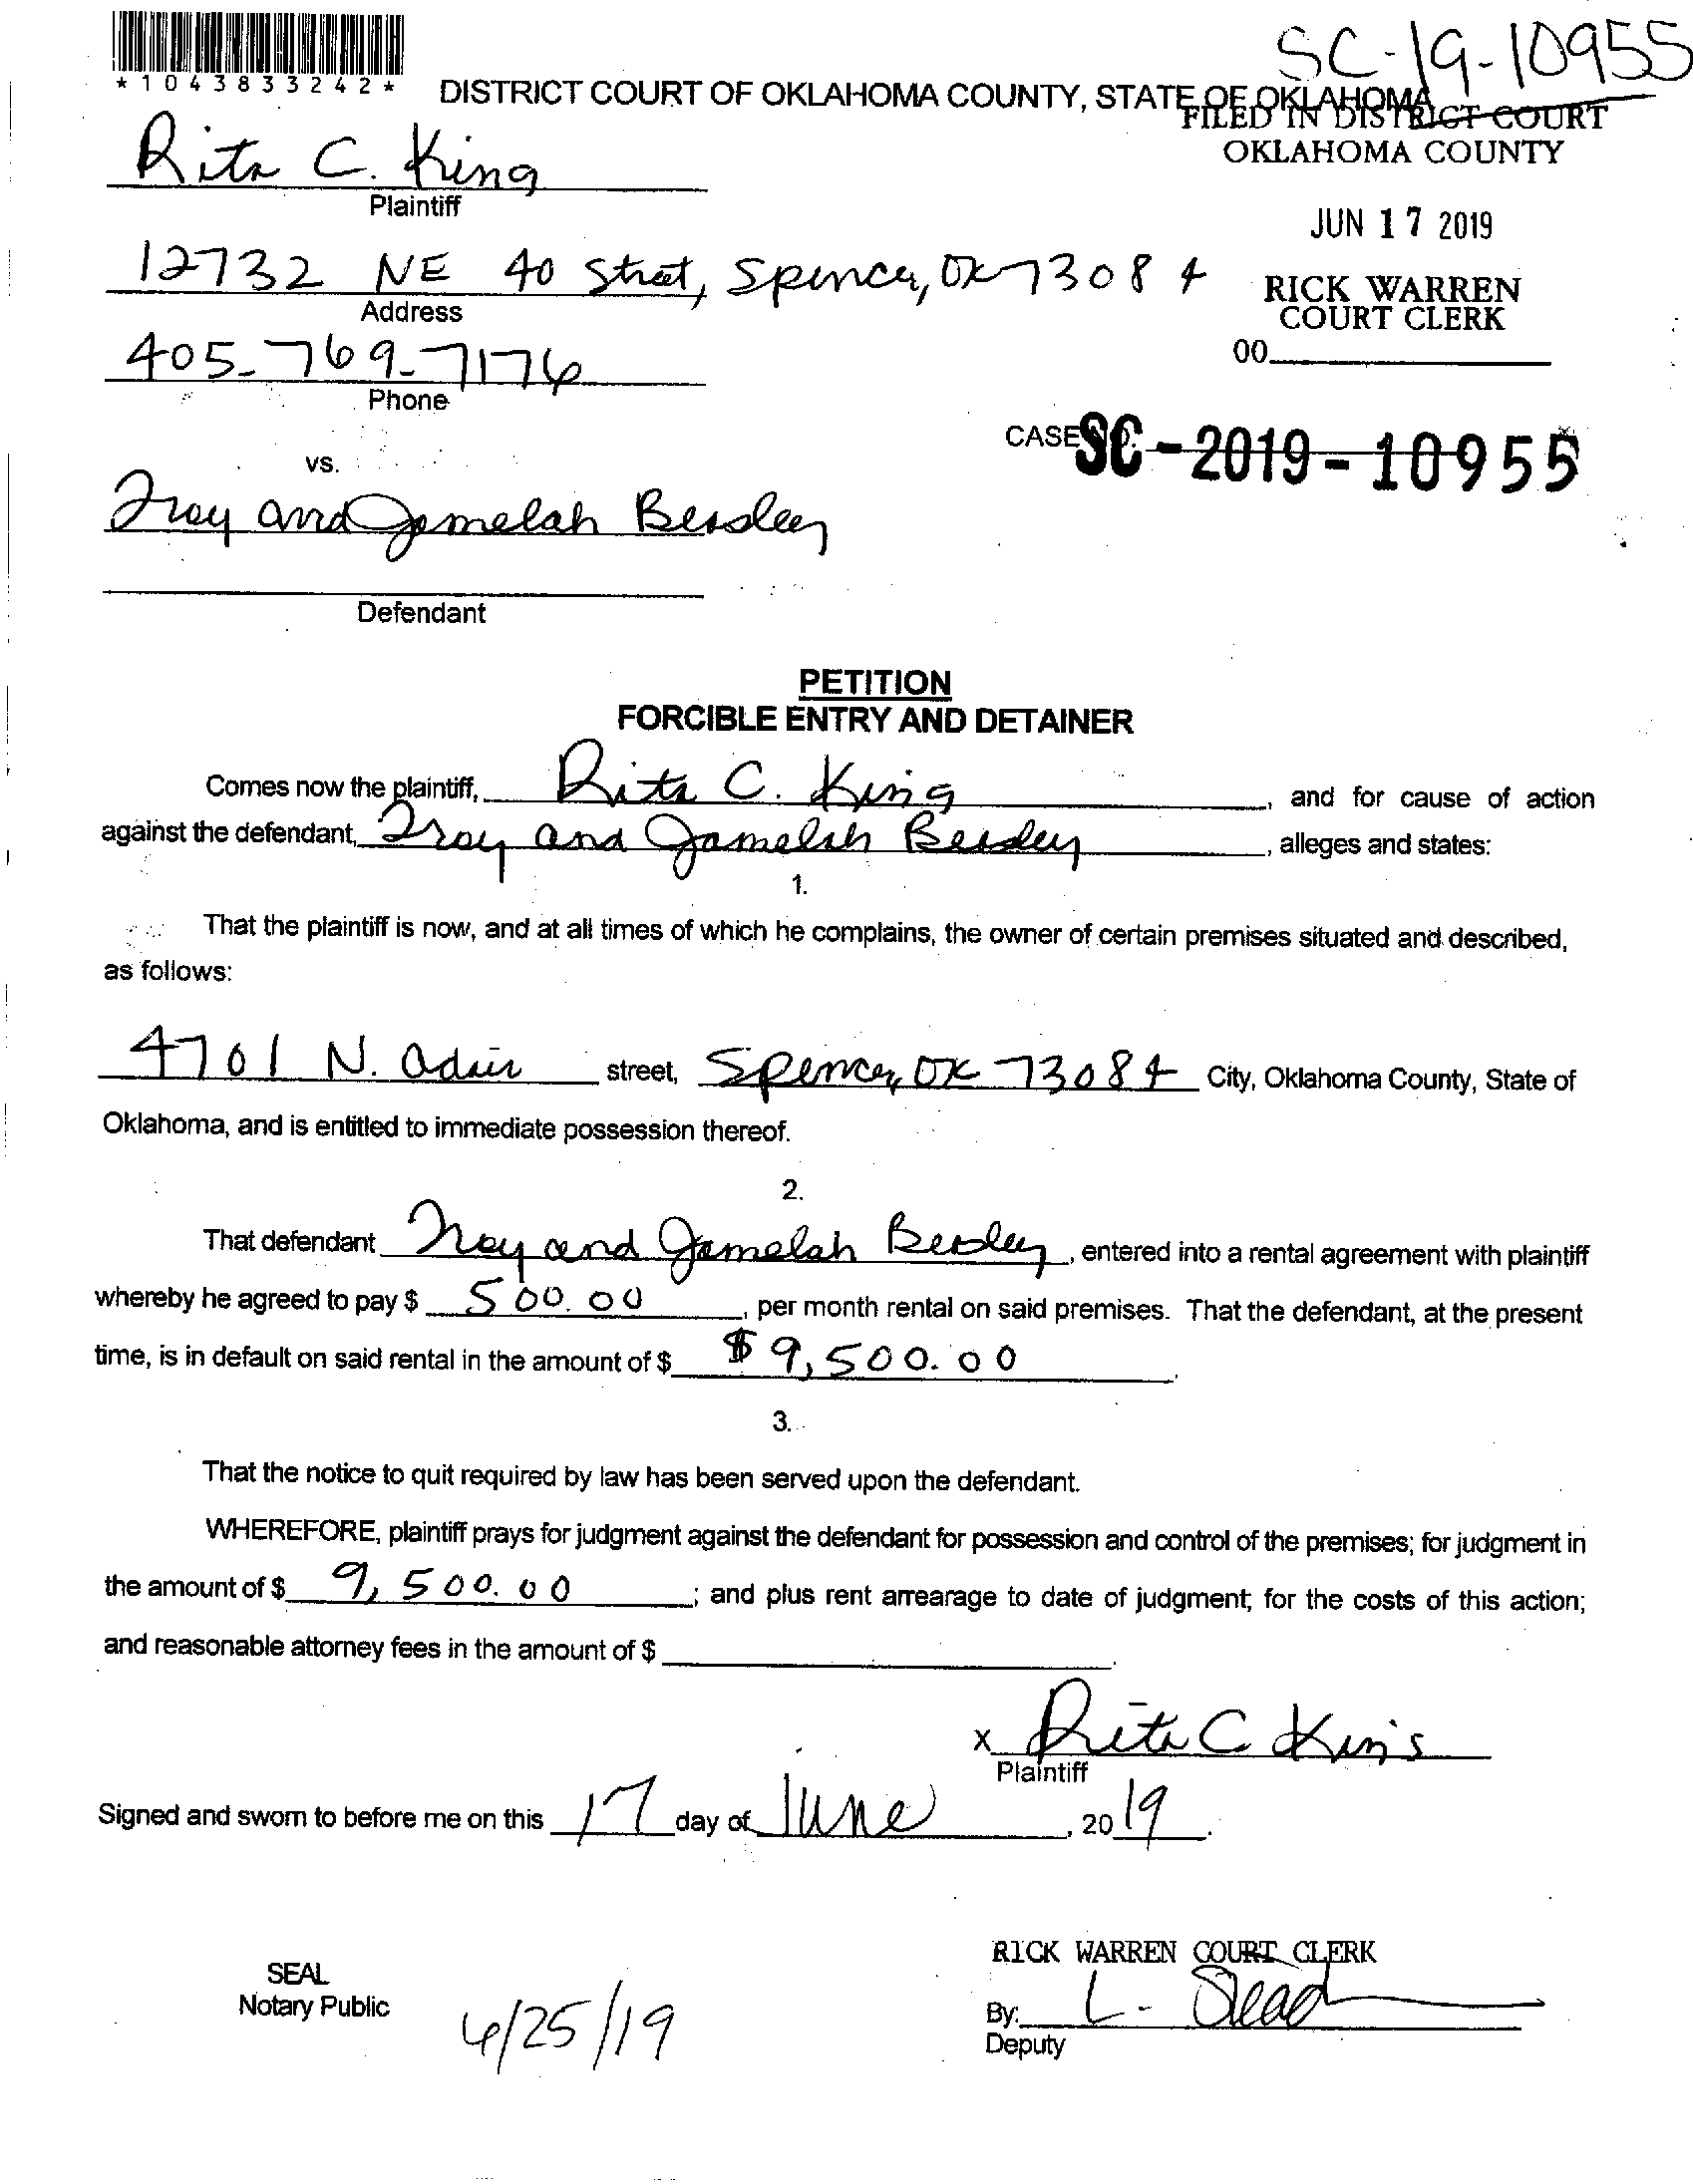 SC-19-10955
*1043833242*
DISTRICT COURT OF OKLAHOMA COUNTY, STATE OF OKLAHOMA
FILED IN DISTRICT COURT
OKLAHOMA COUNTY
Rita C. King
Plaintiff
JUN 17 2019
12732 NE 40 Street, Spencer, OK 73084
Address
RICK WARREN
COURT CLERK
405-769-7176
Phone
00
CASE NO. SC-2019-10955
vs.
Troy and Jamelah
Defendant
PETITION
FORCIBLE ENTRY AND DETAINER
Comes now the plaintiff, Rita C. King, and for cause of action
against the defendant, Troy and Jamelah, alleges and states:
1.
That the plaintiff is now, and at all times of which he complains, the owner of certain premises situated and described,
as follows:
4701 N. Adair street, Spencer, OK 73084 City, Oklahoma County, State of
Oklahoma, and is entitled to immediate possession thereof.
2.
That defendant Troy and Jamelah, entered into a rental agreement with plaintiff
whereby he agreed to pay $ 500.00, per month rental on said premises. That the defendant, at the present
time, is in default on said rental in the amount of $ $9,500.00.
3.
That the notice to quit required by law has been served upon the defendant.
WHEREFORE, plaintiff prays for judgment against the defendant for possession and control of the premises; for judgment in
the amount of $ 9,500.00; and plus rent arrearage to date of judgment; for the costs of this action;
and reasonable attorney fees in the amount of $ .
X Rita C King
Plaintiff
Signed and sworn to before me on this 17 day of June, 2019.
RICK WARREN COURT CLERK
SEAL
Notary Public
By: L.
Deputy